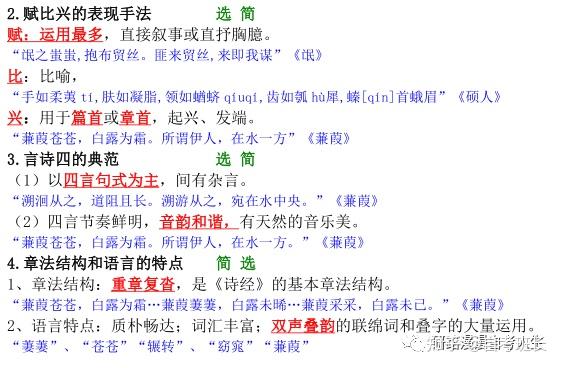 2.赋比兴的表现手法 选 简
赋：运用最多，直接叙事或直抒胸臆。
“氓之蚩蚩,抱布贸丝。匪来贸丝,来即我谋”《氓》
比：比喻，
“手如柔荑 tí,肤如凝脂,领如蝤蛴 qiúqí,齿如瓠 hù犀, 螓[qín]首蛾眉”《硕人》
兴：用于篇首或章首，起兴、发端。
“蒹葭苍苍，白露为霜。所谓伊人，在水一方”《蒹葭》
3.言诗四的典范 选 简
（1）以四言句式为主，间有杂言。
“溯洄从之，道阻且长。溯游从之，宛在水中央。”《蒹葭》
（2）四言节奏鲜明，音韵和谐，有天然的音乐美。
“蒹葭苍苍，白露为霜。所谓伊人，在水一方。”《蒹葭》
4.章法结构和语言的特点 简 选
1、章法结构：重章复沓，是《诗经》的基本章法结构。
“蒹葭苍苍，白露为霜…蒹葭萋萋，白露未晞…蒹葭采采，白露未已。”《蒹葭》
2、语言特点：质朴畅达；词汇丰富；双声叠韵的联绵词和叠字的大量运用。
“萋萋”、“苍苍”“辗转”、“窈窕”“蒹葭”